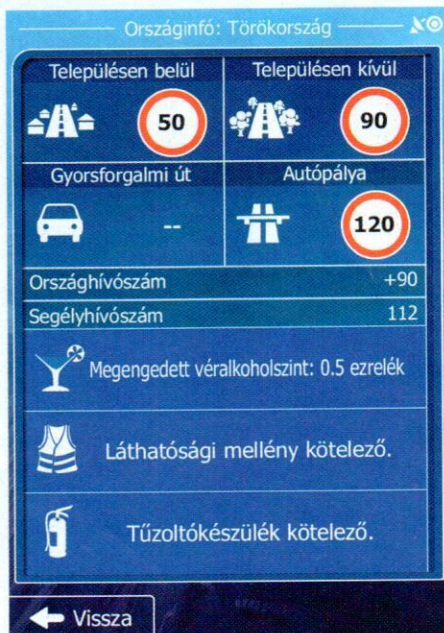 Országinfó: Törökország
Településen belül
Településen kívül
50
90
Gyorsforgalmi út
Autópálya
--
120
Országhívószám +90
Segélyhívószám 112
Megengedett véralkoholszint: 0.5 ezrelék
Láthatósági mellény kötelező.
Tűzoltókészülék kötelező.
Vissza